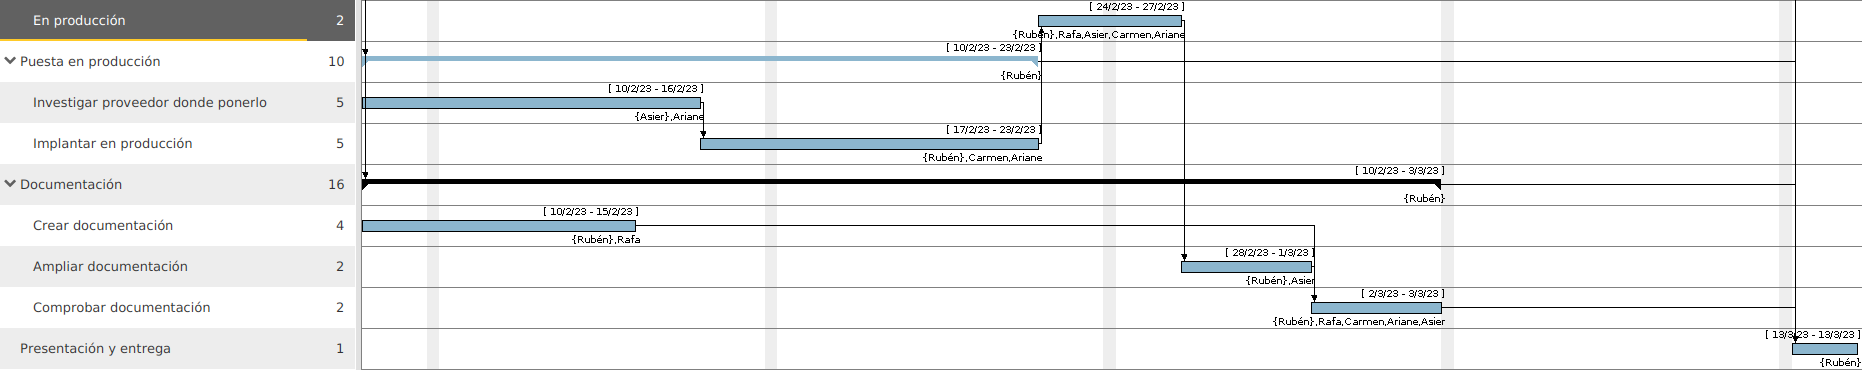 En producción 2 [ 24/2/23 - 27/2/23 ]
{Rubén},Rafa,Asier,Carmen,Ariane
Puesta en producción 10 [ 10/2/23 - 23/2/23 ]
{Rubén}
Investigar proveedor donde ponerlo 5 [ 10/2/23 - 16/2/23 ]
{Asier},Ariane
Implantar en producción 5 [ 17/2/23 - 23/2/23 ]
{Rubén},Carmen,Ariane
Documentación 16 [ 10/2/23 - 3/3/23 ]
{Rubén}
Crear documentación 4 [ 10/2/23 - 15/2/23 ]
{Rubén},Rafa
Ampliar documentación 2 [ 28/2/23 - 1/3/23 ]
{Rubén},Asier
Comprobar documentación 2 [ 2/3/23 - 3/3/23 ]
{Rubén},Rafa,Carmen,Ariane,Asier
Presentación y entrega 1 [ 13/3/23 - 13/3/23 ]
{Rubén}